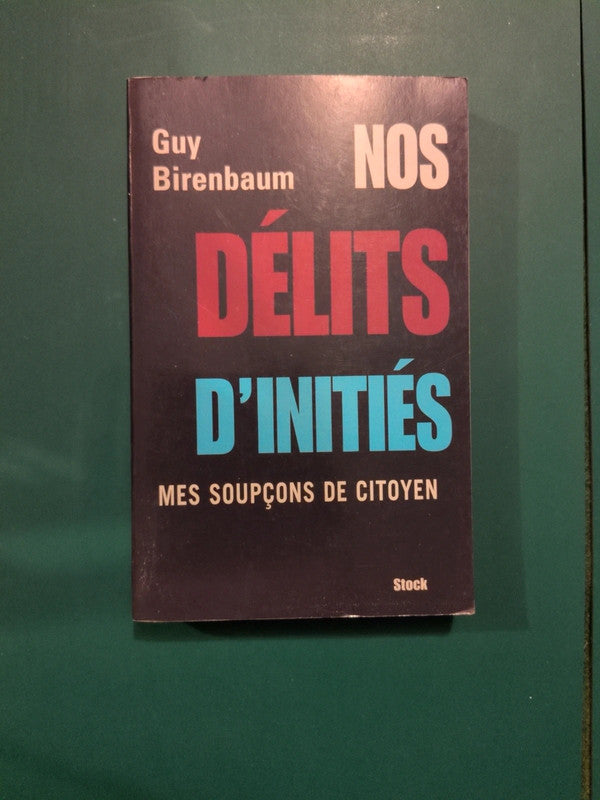 Guy
Birenbaum
NOS
DÉLITS
D'INITIÉS
MES SOUPÇONS DE CITOYEN
Stock